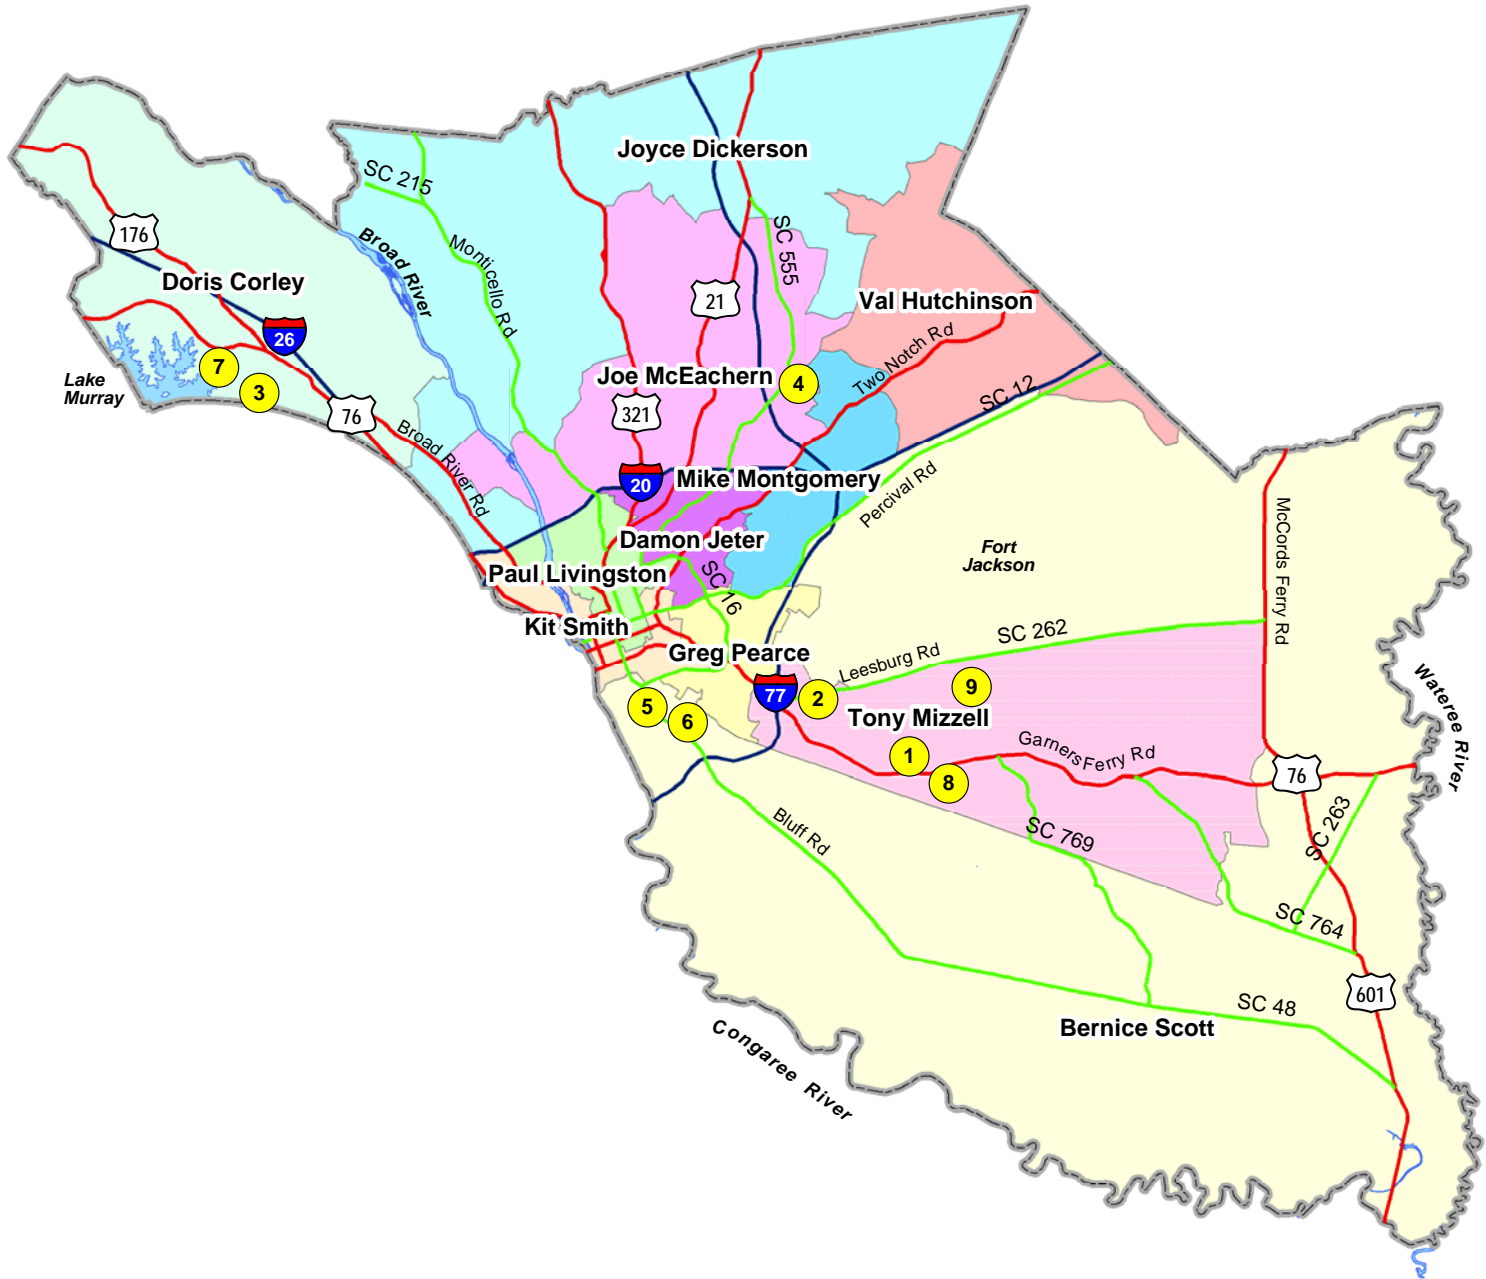 Joyce Dickerson
SC 215
176
Broad River
Monticello Rd
SC 555
Doris Corley
21
Val Hutchinson
26
Two Notch Rd
7
Lake
Murray
3
Joe McEachern
4
SC 12
76
321
Broad River Rd
20
Mike Montgomery
Percival Rd
McCords Ferry Rd
Damon Jeter
Fort
Jackson
Paul Livingston
SC 16
Kit Smith
SC 262
Greg Pearce
Leesburg Rd
77
2
9
5
6
Tony Mizzell
Wateree River
1
8
Garners Ferry Rd
76
Bluff Rd
SC 769
SC 263
SC 764
601
SC 48
Bernice Scott
Congaree River